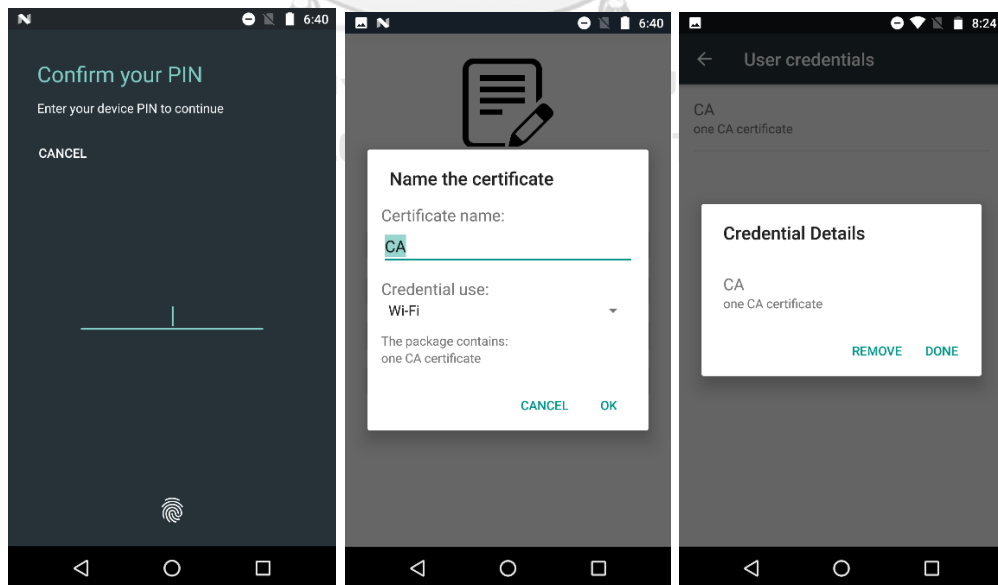 6:40
Confirm your PIN
Enter your device PIN to continue
CANCEL
6:40
Name the certificate
Certificate name:
CA
Credential use:
Wi-Fi
The package contains:
one CA certificate
CANCEL OK
8:24
User credentials
CA
one CA certificate
Credential Details
CA
one CA certificate
REMOVE DONE